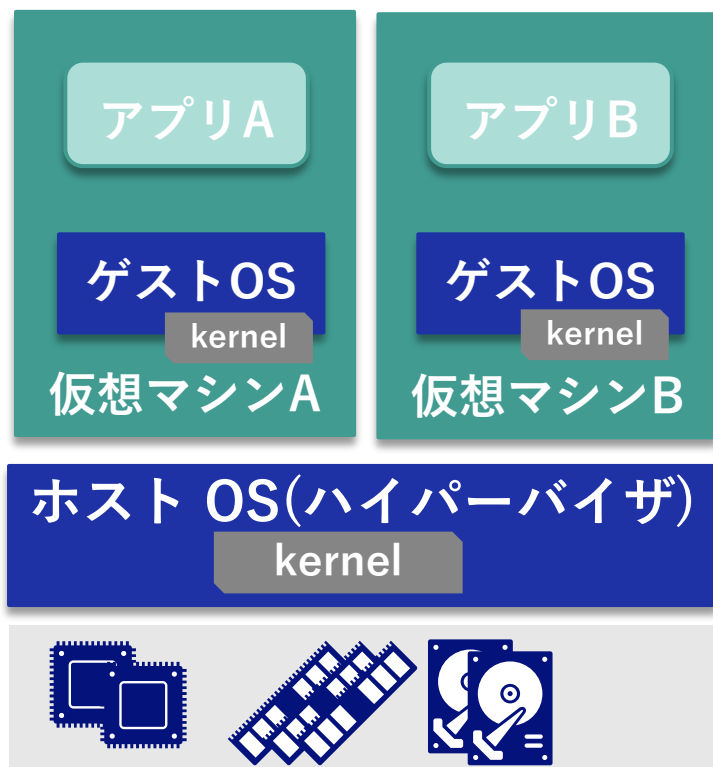 アプリA
アプリB
ゲストOS
kernel
ゲストOS
kernel
仮想マシンA
仮想マシンB
ホスト OS(ハイパーバイザ)
kernel